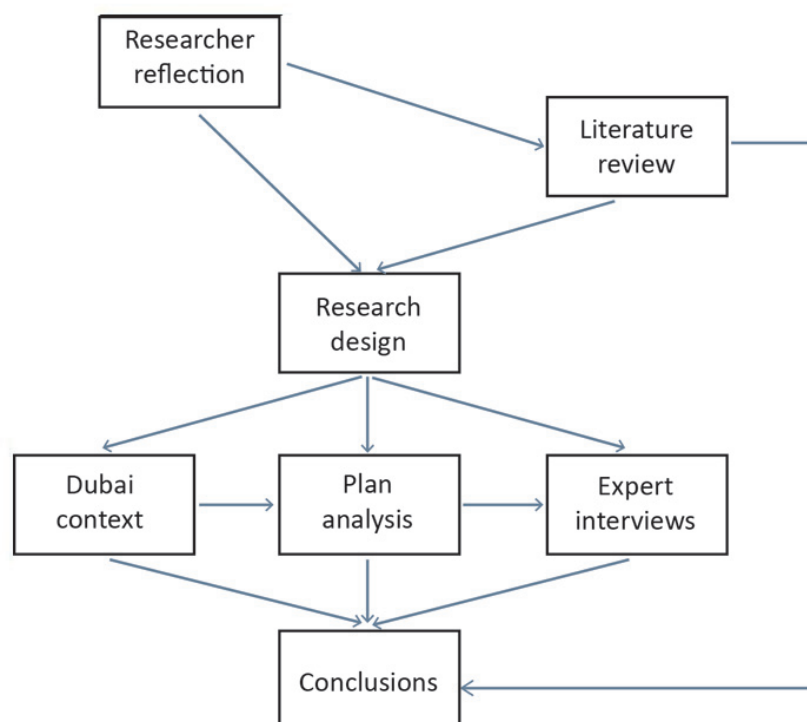 Researcher
reflection
Literature
review
Research
design
Dubai
context
Plan
analysis
Expert
interviews
Conclusions